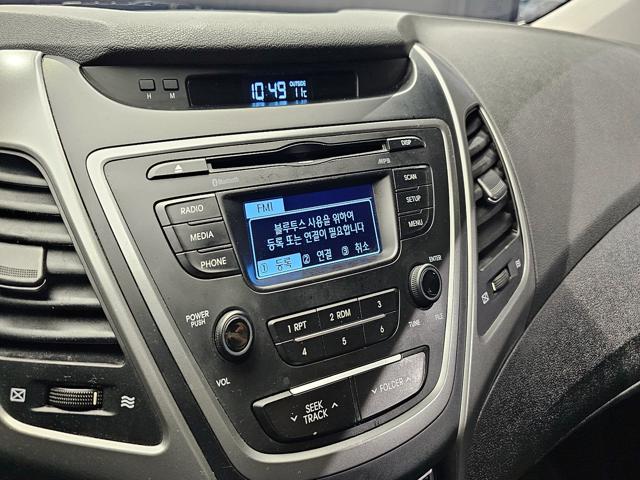 10:49 OUTSIDE 11℃
H M
DISP
Bluetooth MP3
RADIO
MEDIA
PHONE
SCAN
SETUP
MENU
FM1
블루투스 사용을 위하여
등록 또는 연결이 필요합니다
① 등록 ② 연결 ③ 취소
POWER
PUSH
VOL
1 RPT 2 RDM 3
4 5 6
ENTER
TUNE FILE
SEEK
TRACK
FOLDER